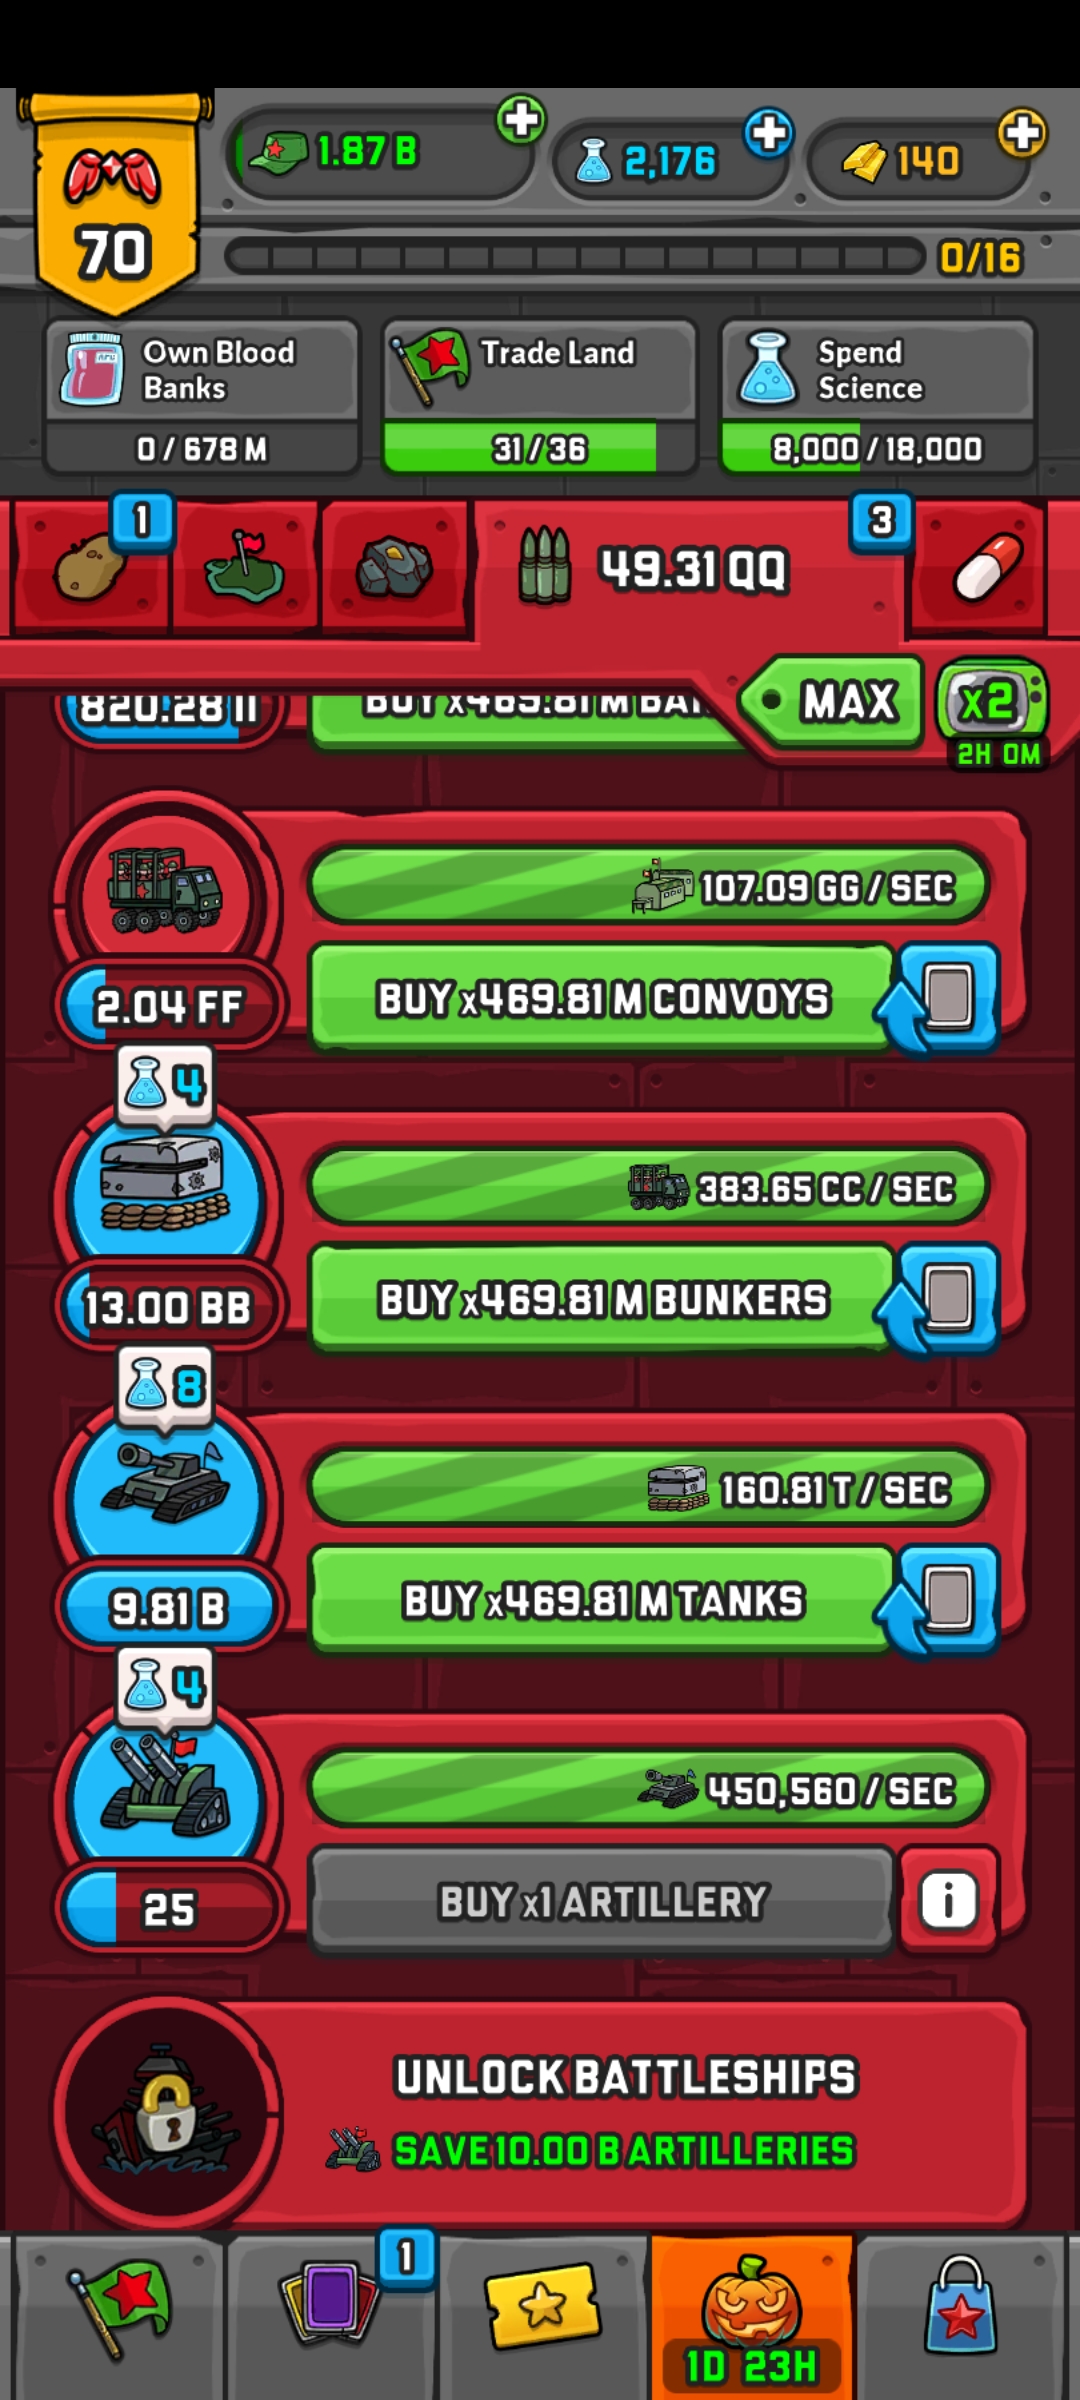 1.87 B
2,176
140
70
0/16
Own Blood
Banks
0 / 678 M
Trade Land
31 / 36
Spend
Science
8,000 / 18,000
1
49.31 QQ
3
MAX
x2
2H 0M
BUY x469.81 M
107.09 GG / SEC
2.04 FF
BUY x469.81 M CONVOYS
4
383.65 CC / SEC
13.00 BB
BUY x469.81 M BUNKERS
8
160.81 T / SEC
9.81 B
BUY x469.81 M TANKS
4
450,560 / SEC
25
BUY x1 ARTILLERY
i
UNLOCK BATTLESHIPS
SAVE 10.00 B ARTILLERIES
1
1D 23H